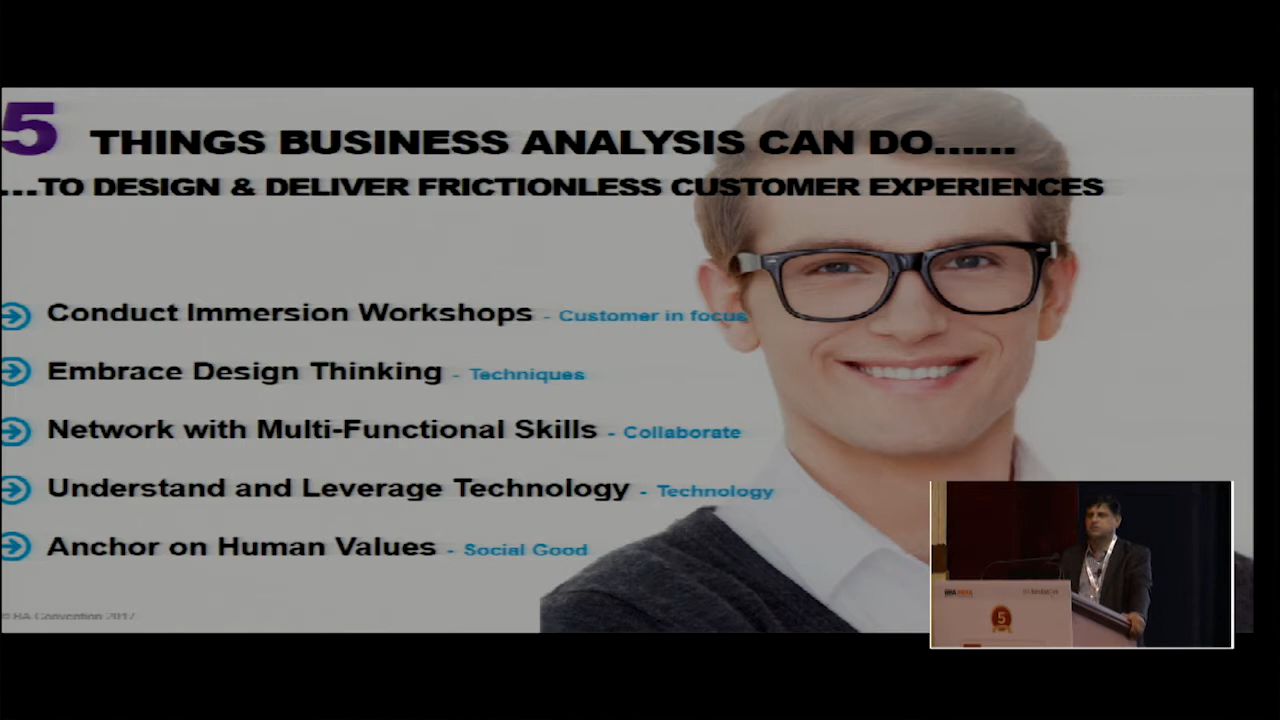 5 THINGS BUSINESS ANALYSIS CAN DO......
...TO DESIGN & DELIVER FRICTIONLESS CUSTOMER EXPERIENCES
Conduct Immersion Workshops - Customer in focus
Embrace Design Thinking - Techniques
Network with Multi-Functional Skills - Collaborate
Understand and Leverage Technology - Technology
Anchor on Human Values - Social Good
© BA Convention 2017
5